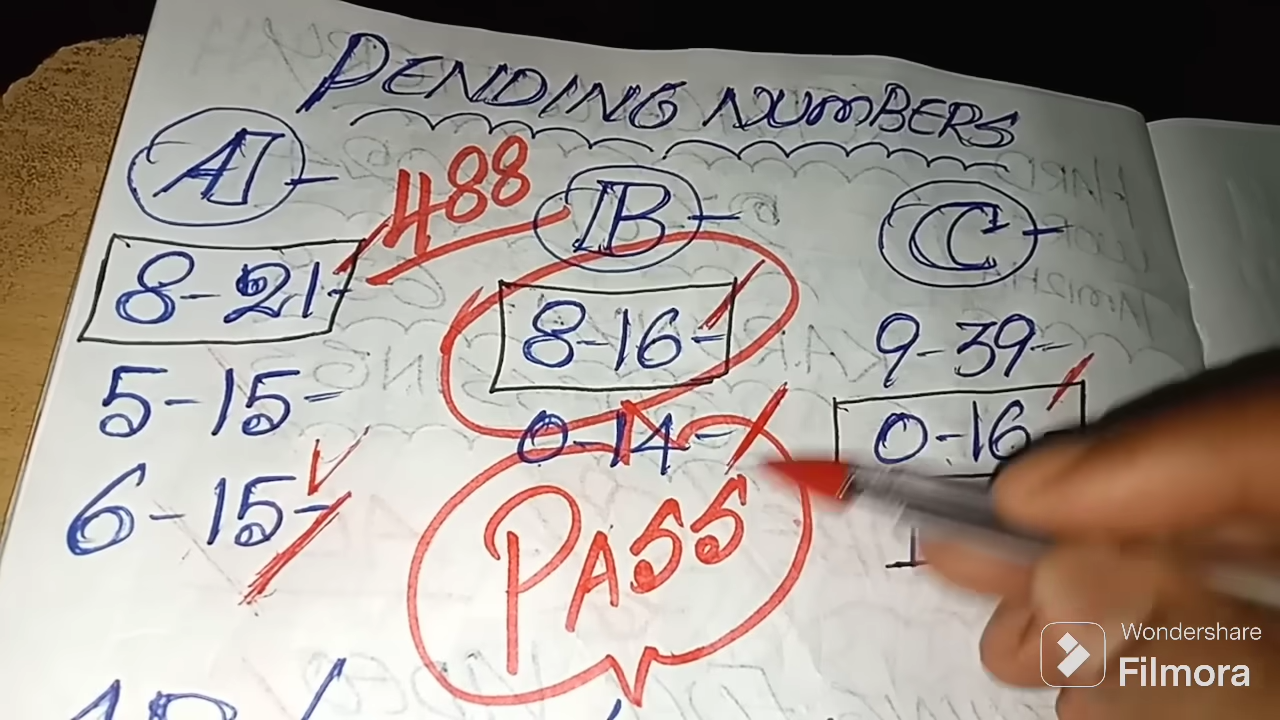 PENDING NUMBERS
A - B - C -
488
8-21- 8-16- 9-39-
5-15- 0-14- 0-16-
6-15-
PASS
Wondershare
Filmora